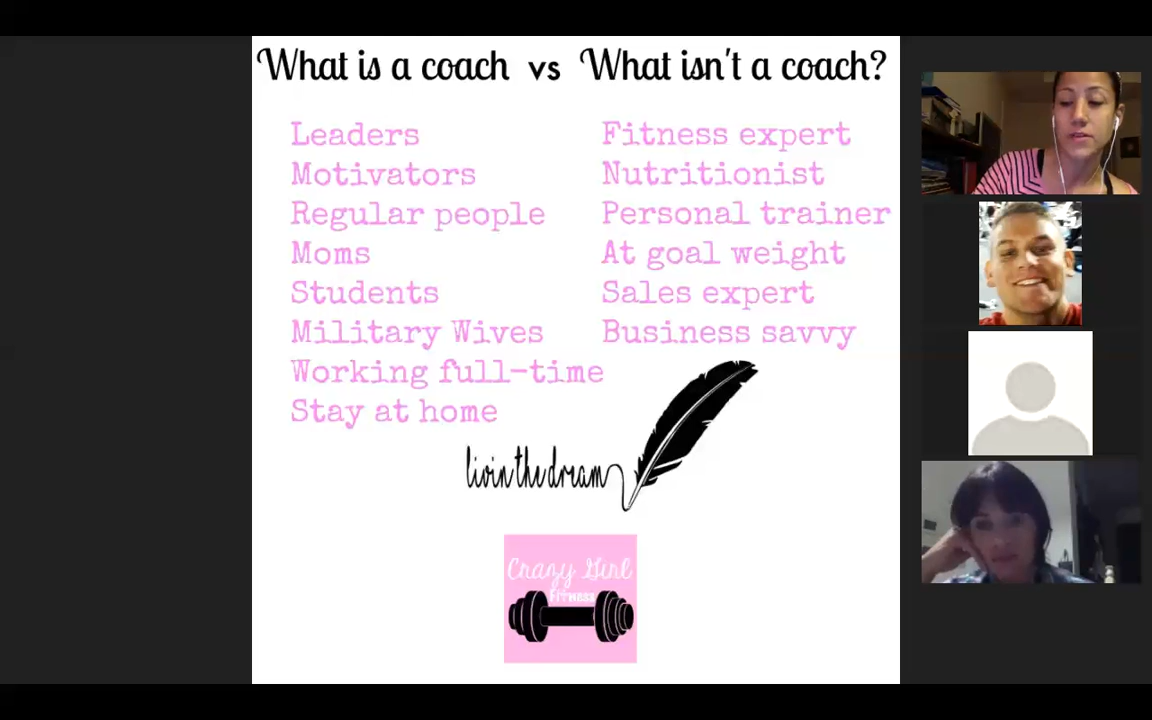 What is a coach vs What isn't a coach?
Leaders
Motivators
Regular people
Moms
Students
Military Wives
Working full-time
Stay at home
Fitness expert
Nutritionist
Personal trainer
At goal weight
Sales expert
Business savvy
livin the dream
Crazy Girl
fitness